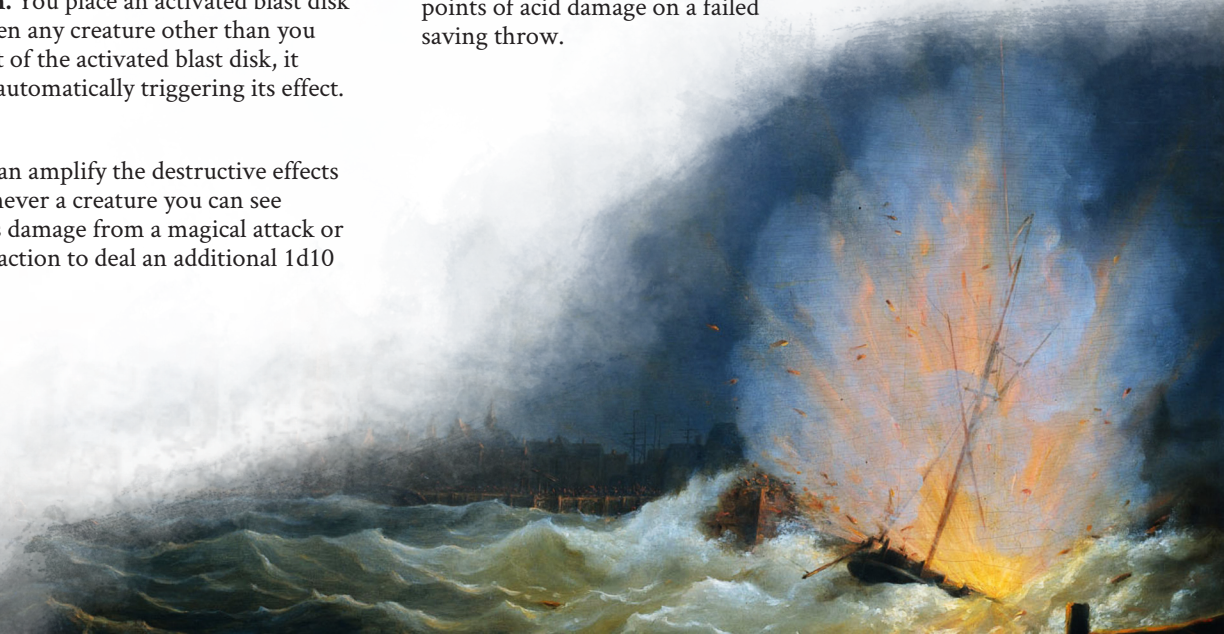 You place an activated blast disk
en any creature other than you
t of the activated blast disk, it
automatically triggering its effect.
an amplify the destructive effects
never a creature you can see
s damage from a magical attack or
action to deal an additional 1d10
points of acid damage on a failed
saving throw.